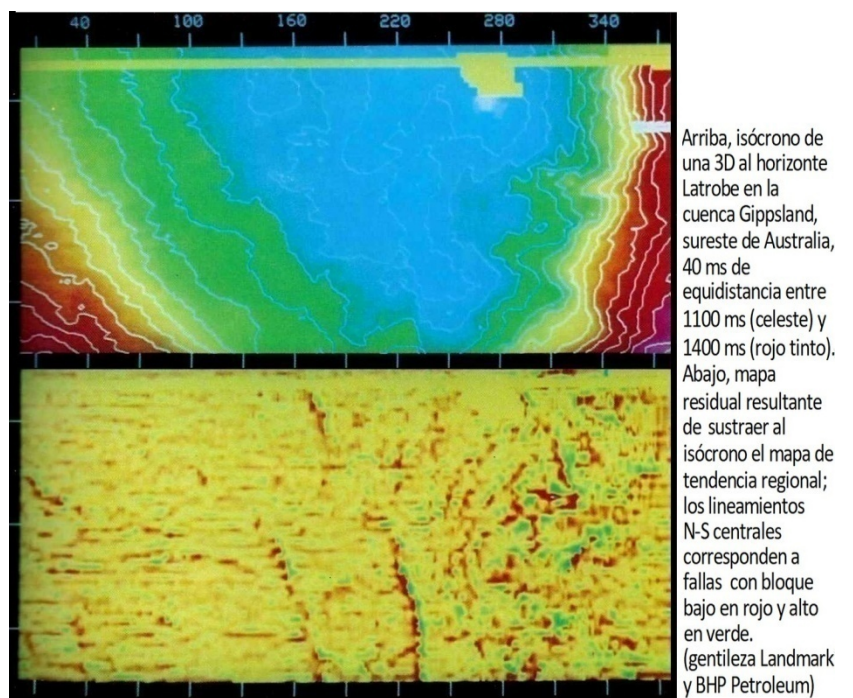 40 100 160 220 280 340
Arriba, isócrono de
una 3D al horizonte
Latrobe en la
cuenca Gippsland,
sureste de Australia,
40 ms de
equidistancia entre
1100 ms (celeste) y
1400 ms (rojo tinto).
Abajo, mapa
residual resultante
de sustraer al
isócrono el mapa de
tendencia regional;
los lineamientos
N-S centrales
corresponden a
fallas con bloque
bajo en rojo y alto
en verde.
(gentileza Landmark
y BHP Petroleum)